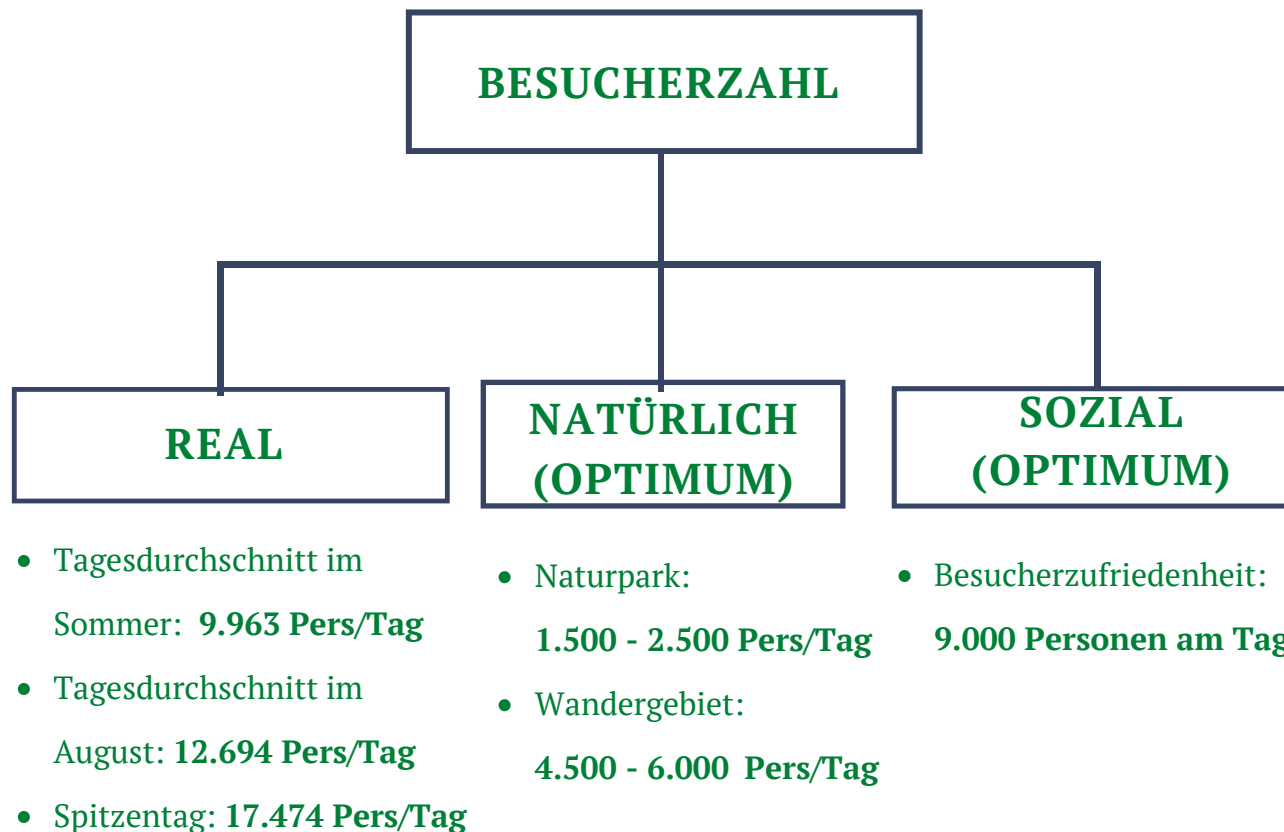 BESUCHERZAHL
REAL
NATÜRLICH
(OPTIMUM)
SOZIAL
(OPTIMUM)
• Tagesdurchschnitt im
Sommer: 9.963 Pers/Tag
• Tagesdurchschnitt im
August: 12.694 Pers/Tag
• Spitzentag: 17.474 Pers/Tag
• Naturpark:
1.500 - 2.500 Pers/Tag
• Wandergebiet:
4.500 - 6.000 Pers/Tag
• Besucherzufriedenheit:
9.000 Personen am Tag